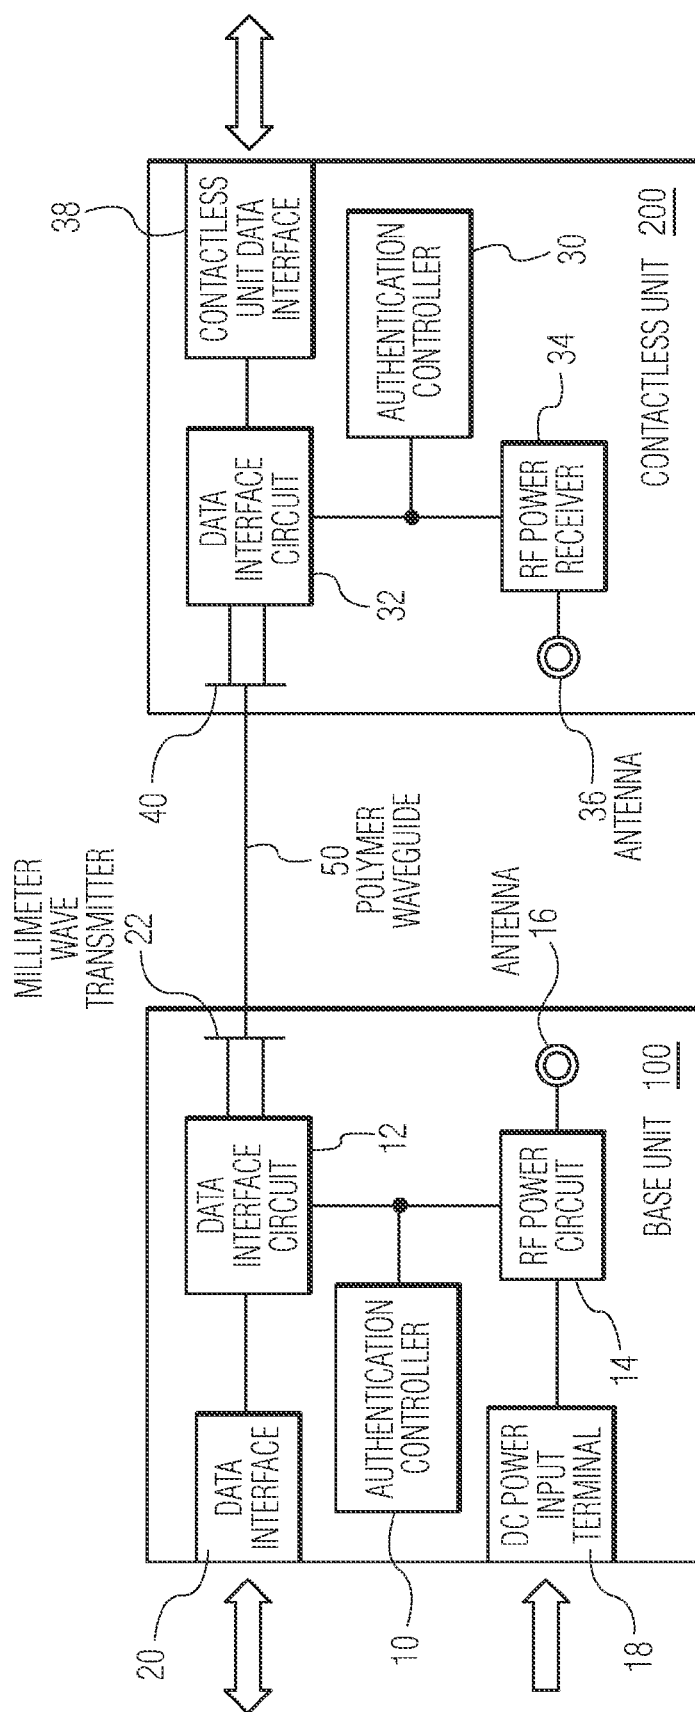 MILLIMETER
WAVE
TRANSMITTER
22
20
DATA
INTERFACE
DATA
INTERFACE
CIRCUIT
12
10
AUTHENTICATION
CONTROLLER
18
DC POWER
INPUT
TERMINAL
14
RF POWER
CIRCUIT
ANTENNA
16
BASE UNIT 100
50
POLYMER
WAVEGUIDE
40
DATA
INTERFACE
CIRCUIT
32
38
CONTACTLESS
UNIT DATA
INTERFACE
AUTHENTICATION
CONTROLLER
30
RF POWER
RECEIVER
34
36
ANTENNA
CONTACTLESS UNIT 200